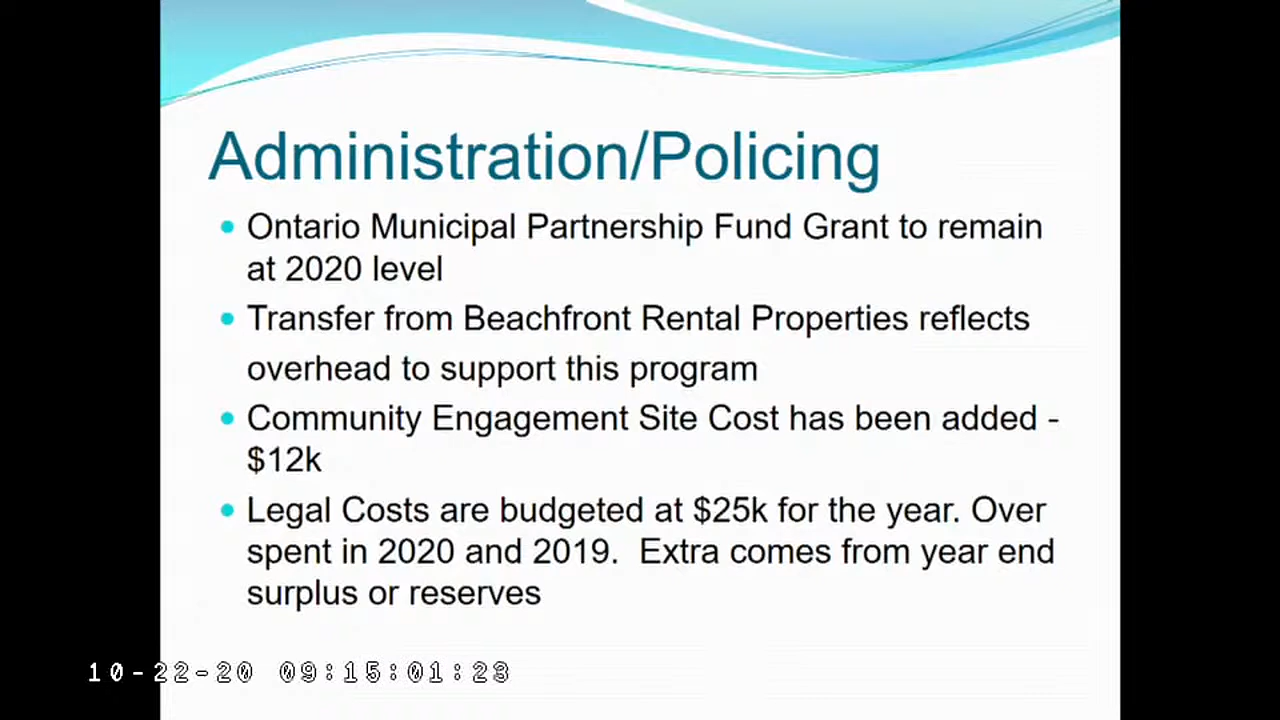 Administration/Policing
• Ontario Municipal Partnership Fund Grant to remain
at 2020 level
• Transfer from Beachfront Rental Properties reflects
overhead to support this program
• Community Engagement Site Cost has been added -
$12k
• Legal Costs are budgeted at $25k for the year. Over
spent in 2020 and 2019.  Extra comes from year end
surplus or reserves
10-22-20 09:15:01:23